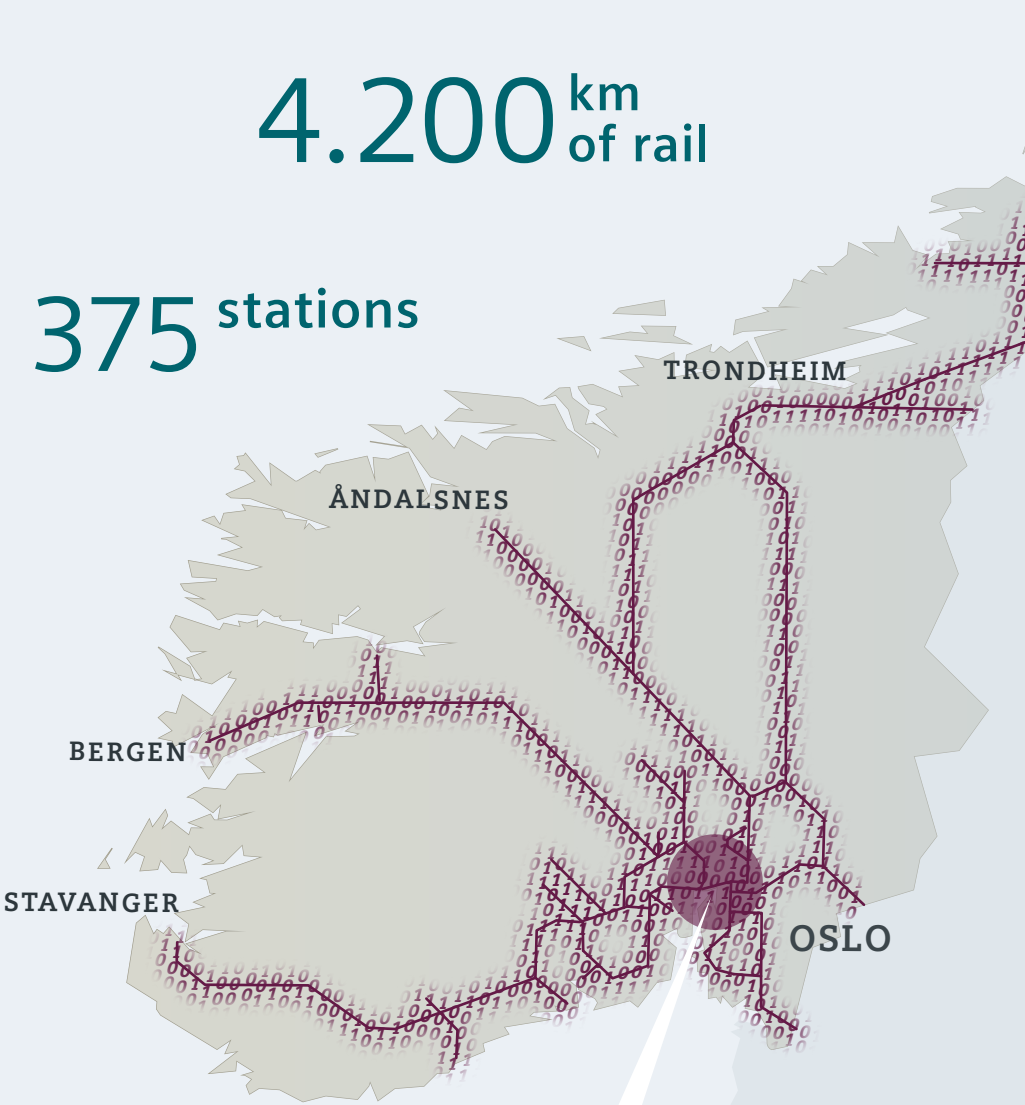 4.200 km
of rail
375 stations
TRONDHEIM
ÅNDALSNES
BERGEN
STAVANGER
OSLO